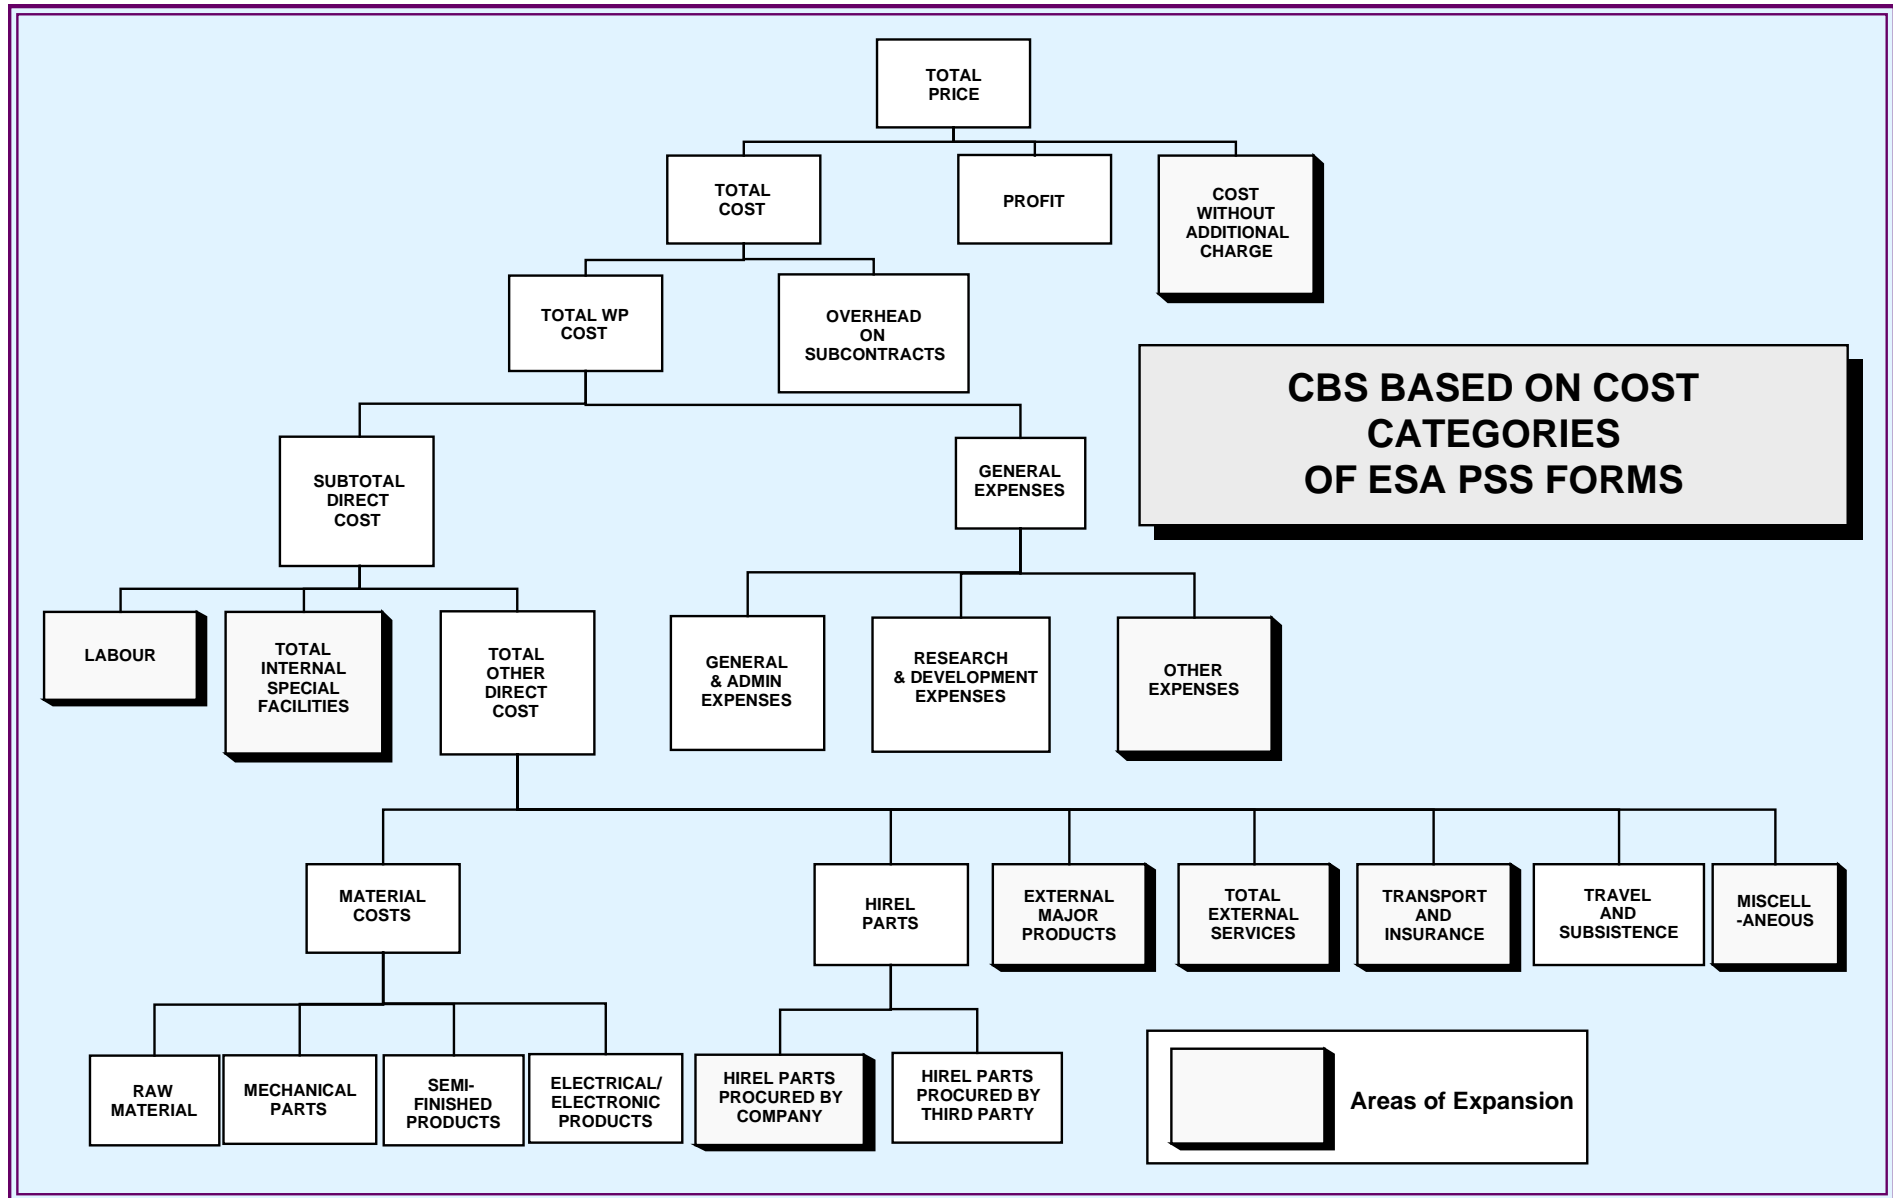 TOTAL
PRICE
TOTAL
COST
PROFIT
COST
WITHOUT
ADDITIONAL
CHARGE
TOTAL WP
COST
OVERHEAD
ON
SUBCONTRACTS
CBS BASED ON COST
CATEGORIES
OF ESA PSS FORMS
SUBTOTAL
DIRECT
COST
GENERAL
EXPENSES
LABOUR
TOTAL
INTERNAL
SPECIAL
FACILITIES
TOTAL
OTHER
DIRECT
COST
GENERAL
& ADMIN
EXPENSES
RESEARCH
& DEVELOPMENT
EXPENSES
OTHER
EXPENSES
MATERIAL
COSTS
HIREL
PARTS
EXTERNAL
MAJOR
PRODUCTS
TOTAL
EXTERNAL
SERVICES
TRANSPORT
AND
INSURANCE
TRAVEL
AND
SUBSISTENCE
MISCELL
-ANEOUS
RAW
MATERIAL
MECHANICAL
PARTS
SEMI-
FINISHED
PRODUCTS
ELECTRICAL/
ELECTRONIC
PRODUCTS
HIREL PARTS
PROCURED BY
COMPANY
HIREL PARTS
PROCURED BY
THIRD PARTY
Areas of Expansion